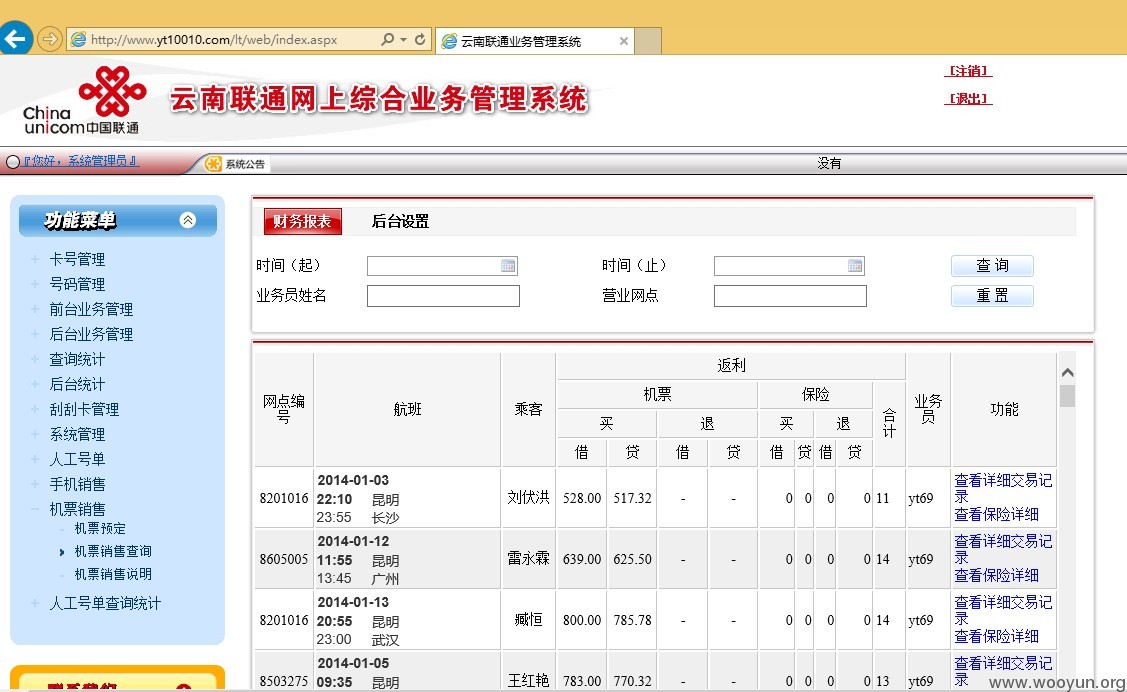 http://www.yt10010.com/lt/web/index.aspx
云南联通业务管理系统
China
unicom中国联通
云南联通网上综合业务管理系统
[注销]
[退出]
『您好，系统管理员』
系统公告
没有
功能菜单
卡号管理
号码管理
前台业务管理
后台业务管理
查询统计
后台统计
刮刮卡管理
系统管理
人工号单
手机销售
机票销售
机票预定
机票销售查询
机票销售说明
人工号单查询统计
联系我们
财务报表 后台设置
时间（起） 时间（止） 查 询
业务员姓名 营业网点 重 置
网点编号 航班 乘客 返利 业务员 功能
机票 保险 合计
买 退 买 退
借 贷 借 贷 借 贷 借 贷
8201016 2014-01-03 22:10 昆明 23:55 长沙 刘伏洪 528.00 517.32 - - 0 0 0 0 11 yt69 查看详细交易记录 查看保险详细
8605005 2014-01-12 11:55 昆明 13:45 广州 雷永霖 639.00 625.50 - - 0 0 0 0 14 yt69 查看详细交易记录 查看保险详细
8201016 2014-01-13 20:55 昆明 23:00 武汉 臧恒 800.00 785.78 - - 0 0 0 0 14 yt69 查看详细交易记录 查看保险详细
8503275 2014-01-05 09:35 昆明 王红艳 783.00 770.32 - - 0 0 0 0 13 yt69 查看详细交易记录
www.wooyun.org